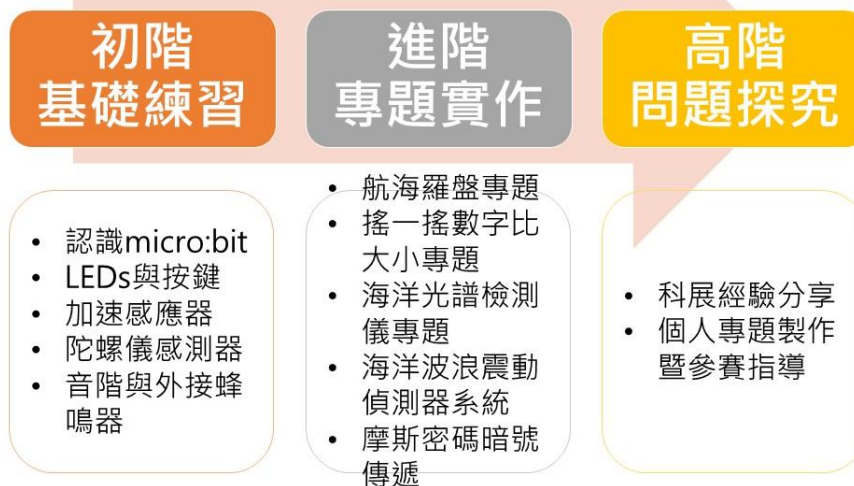 初階
基礎練習
進階
專題實作
高階
問題探究
• 認識micro:bit
• LEDs與按鍵
• 加速感應器
• 陀螺儀感測器
• 音階與外接蜂
鳴器
• 航海羅盤專題
• 搖一搖數字比
大小專題
• 海洋光譜檢測
儀專題
• 海洋波浪震動
偵測器系統
• 摩斯密碼暗號
傳遞
• 科展經驗分享
• 個人專題製作
暨參賽指導